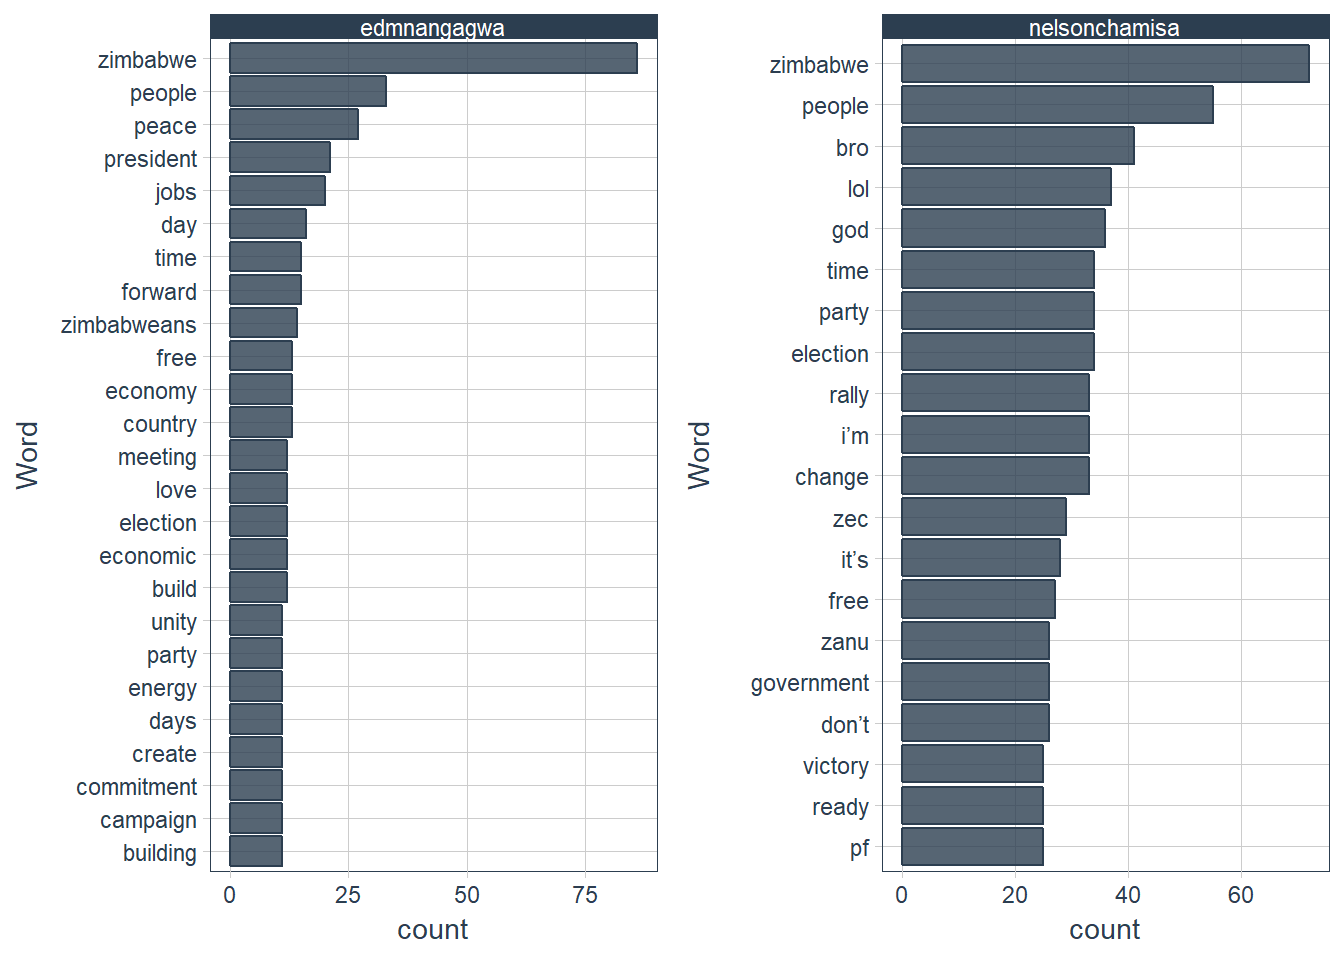 edmnangagwa
zimbabwe
people
peace
president
jobs
day
time
forward
zimbabweans
free
economy
country
meeting
love
election
economic
build
unity
party
energy
days
create
commitment
campaign
building
Word
0 25 50 75
count
nelsonchamisa
zimbabwe
people
bro
lol
god
time
party
election
rally
i’m
change
zec
it’s
free
zanu
government
don’t
victory
ready
pf
Word
0 20 40 60
count